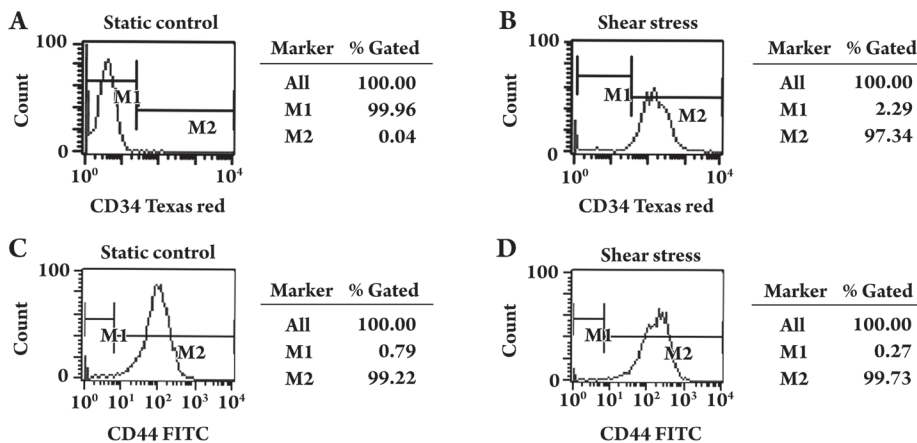 A
Static control
100
Count
0
M1
M2
10⁰
10⁴
CD34 Texas red
Marker % Gated
All 100.00
M1 99.96
M2 0.04
B
Shear stress
100
Count
0
M1
M2
10⁰
10⁴
CD34 Texas red
Marker % Gated
All 100.00
M1 2.29
M2 97.34
C
Static control
100
Count
0
M1
M2
10⁰ 10¹ 10² 10³ 10⁴
CD44 FITC
Marker % Gated
All 100.00
M1 0.79
M2 99.22
D
Shear stress
100
Count
0
M1
M2
10⁰ 10¹ 10² 10³ 10⁴
CD44 FITC
Marker % Gated
All 100.00
M1 0.27
M2 99.73